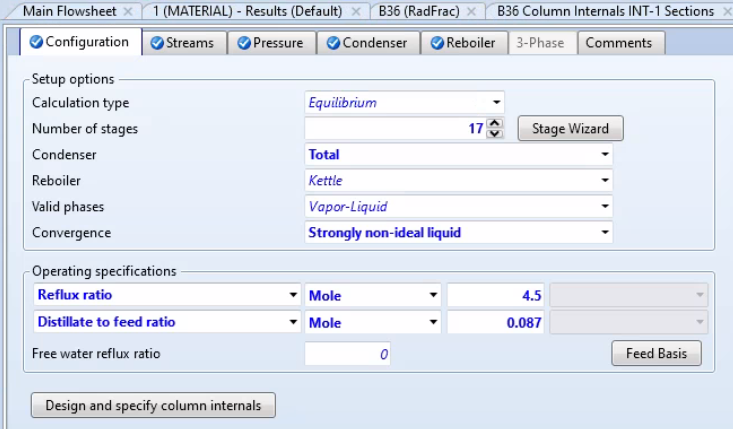 Main Flowsheet × 1 (MATERIAL) - Results (Default) × B36 (RadFrac) × B36 Column Internals INT-1 Sections ×
Configuration Streams Pressure Condenser Reboiler 3-Phase Comments
Setup options
Calculation type Equilibrium
Number of stages 17 Stage Wizard
Condenser Total
Reboiler Kettle
Valid phases Vapor-Liquid
Convergence Strongly non-ideal liquid
Operating specifications
Reflux ratio Mole 4.5
Distillate to feed ratio Mole 0.087
Free water reflux ratio 0 Feed Basis
Design and specify column internals